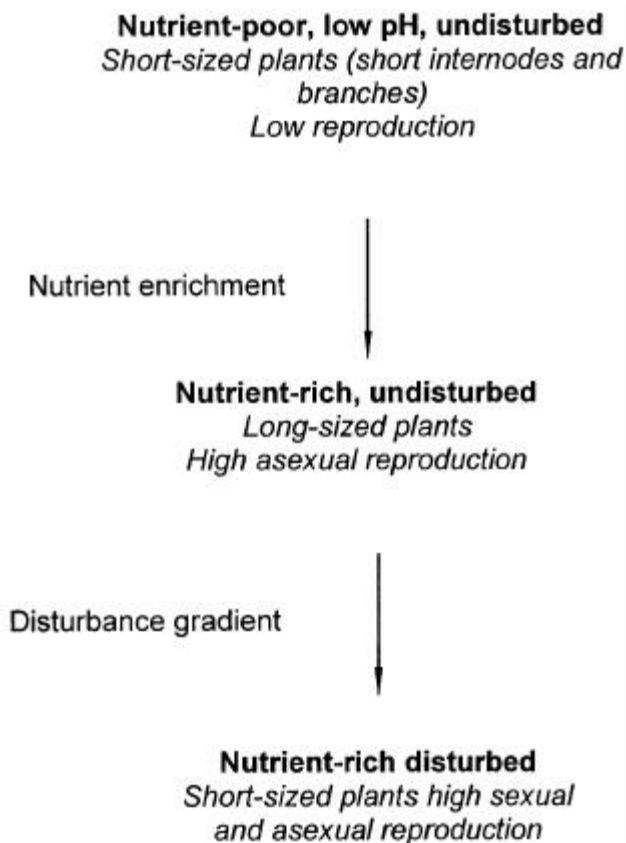 Nutrient-poor, low pH, undisturbed
Short-sized plants (short internodes and
branches)
Low reproduction
Nutrient enrichment
Nutrient-rich, undisturbed
Long-sized plants
High asexual reproduction
Disturbance gradient
Nutrient-rich disturbed
Short-sized plants high sexual
and asexual reproduction